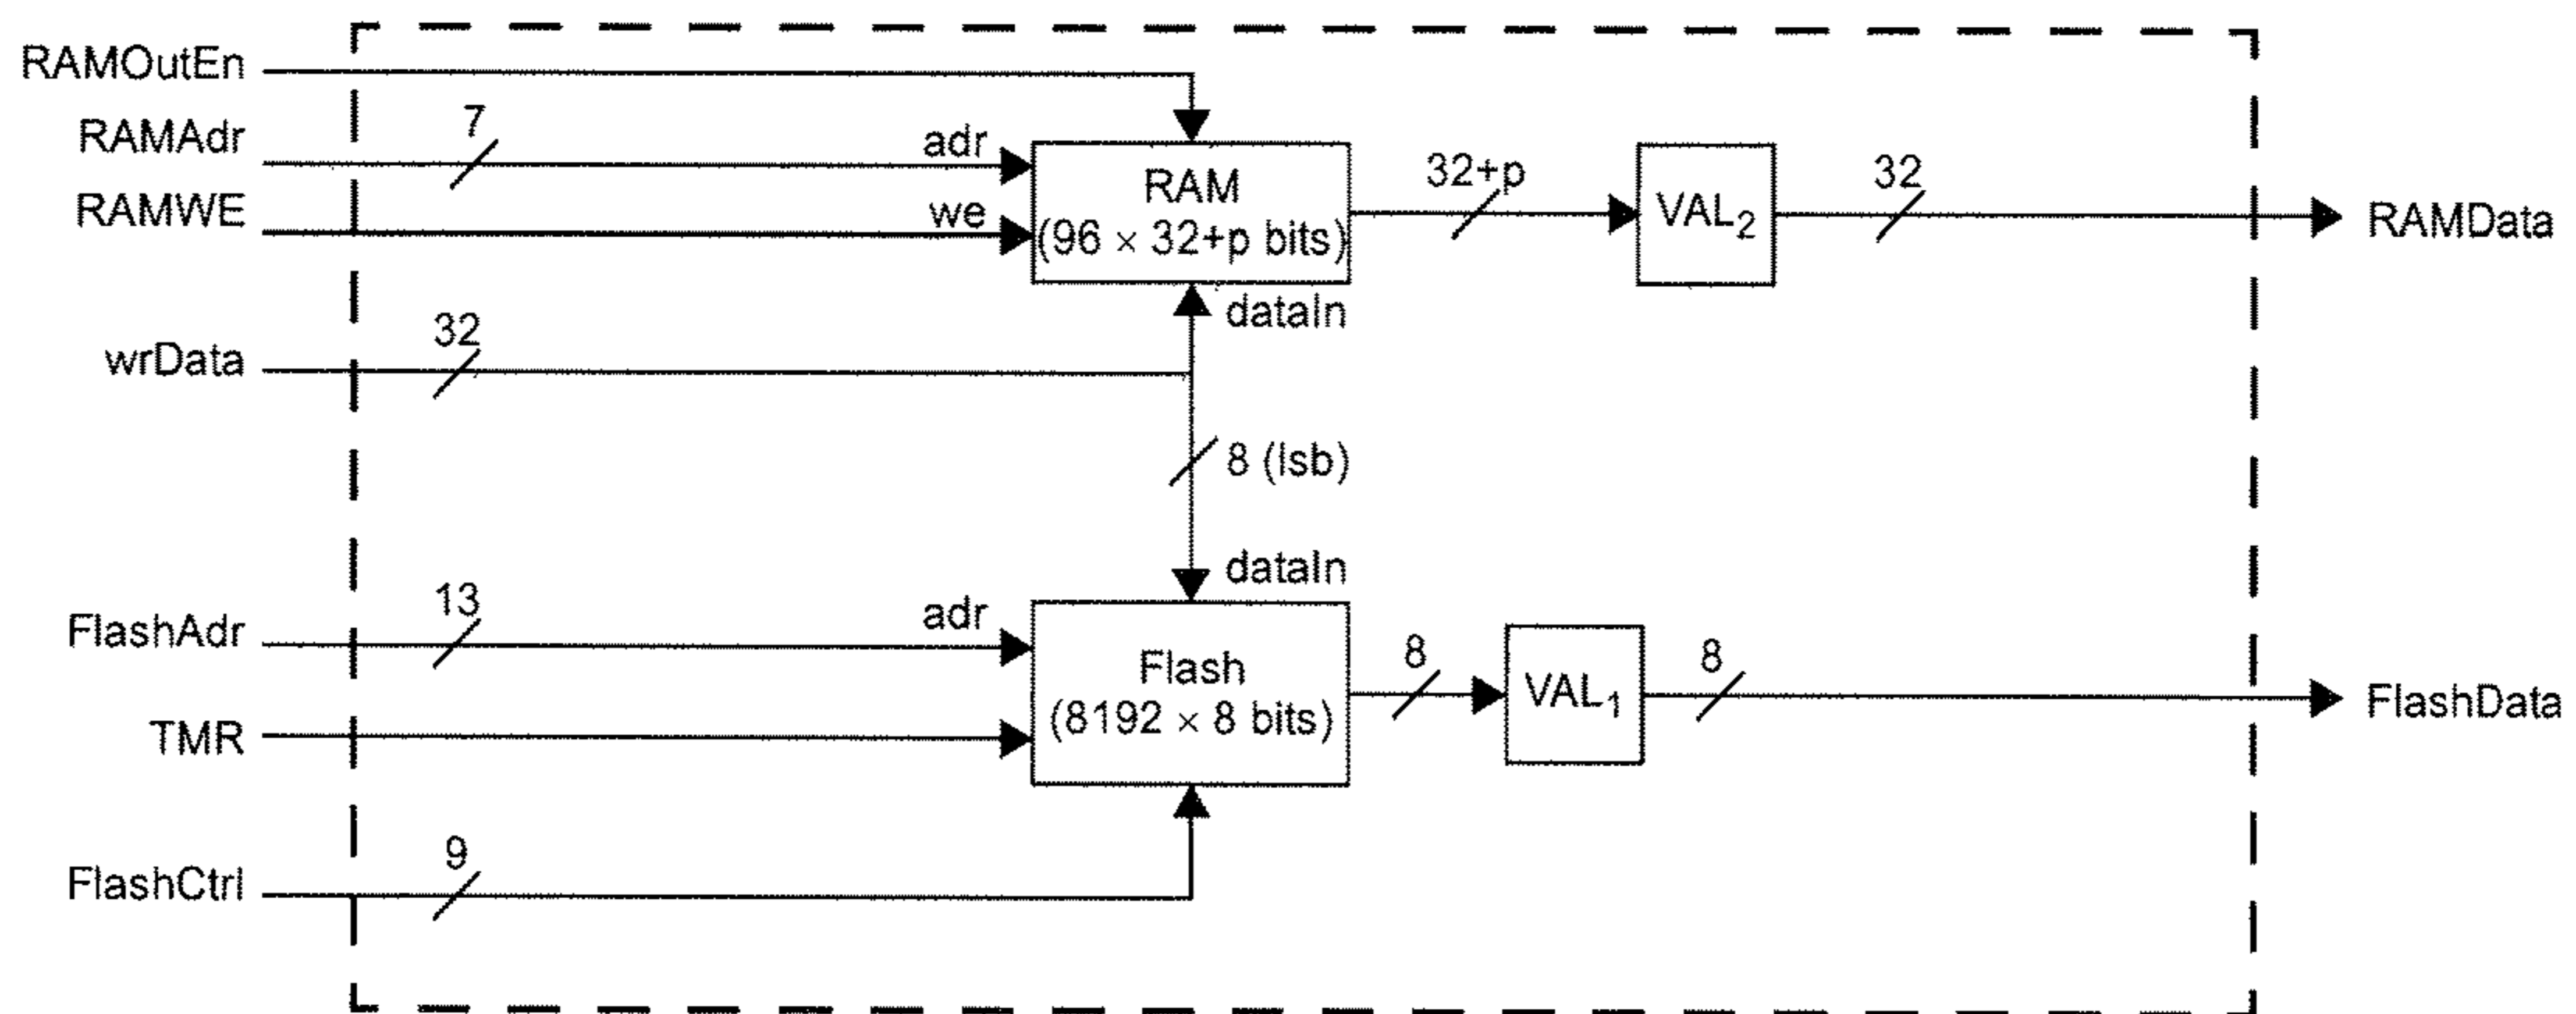 RAMOutEn
RAMAdr
7
adr
RAMWE
we
RAM
(96 × 32+p bits)
32+p
VAL2
32
RAMData
dataIn
wrData
32
8 (lsb)
dataIn
FlashAdr
13
adr
Flash
(8192 × 8 bits)
8
VAL1
8
FlashData
TMR
FlashCtrl
9